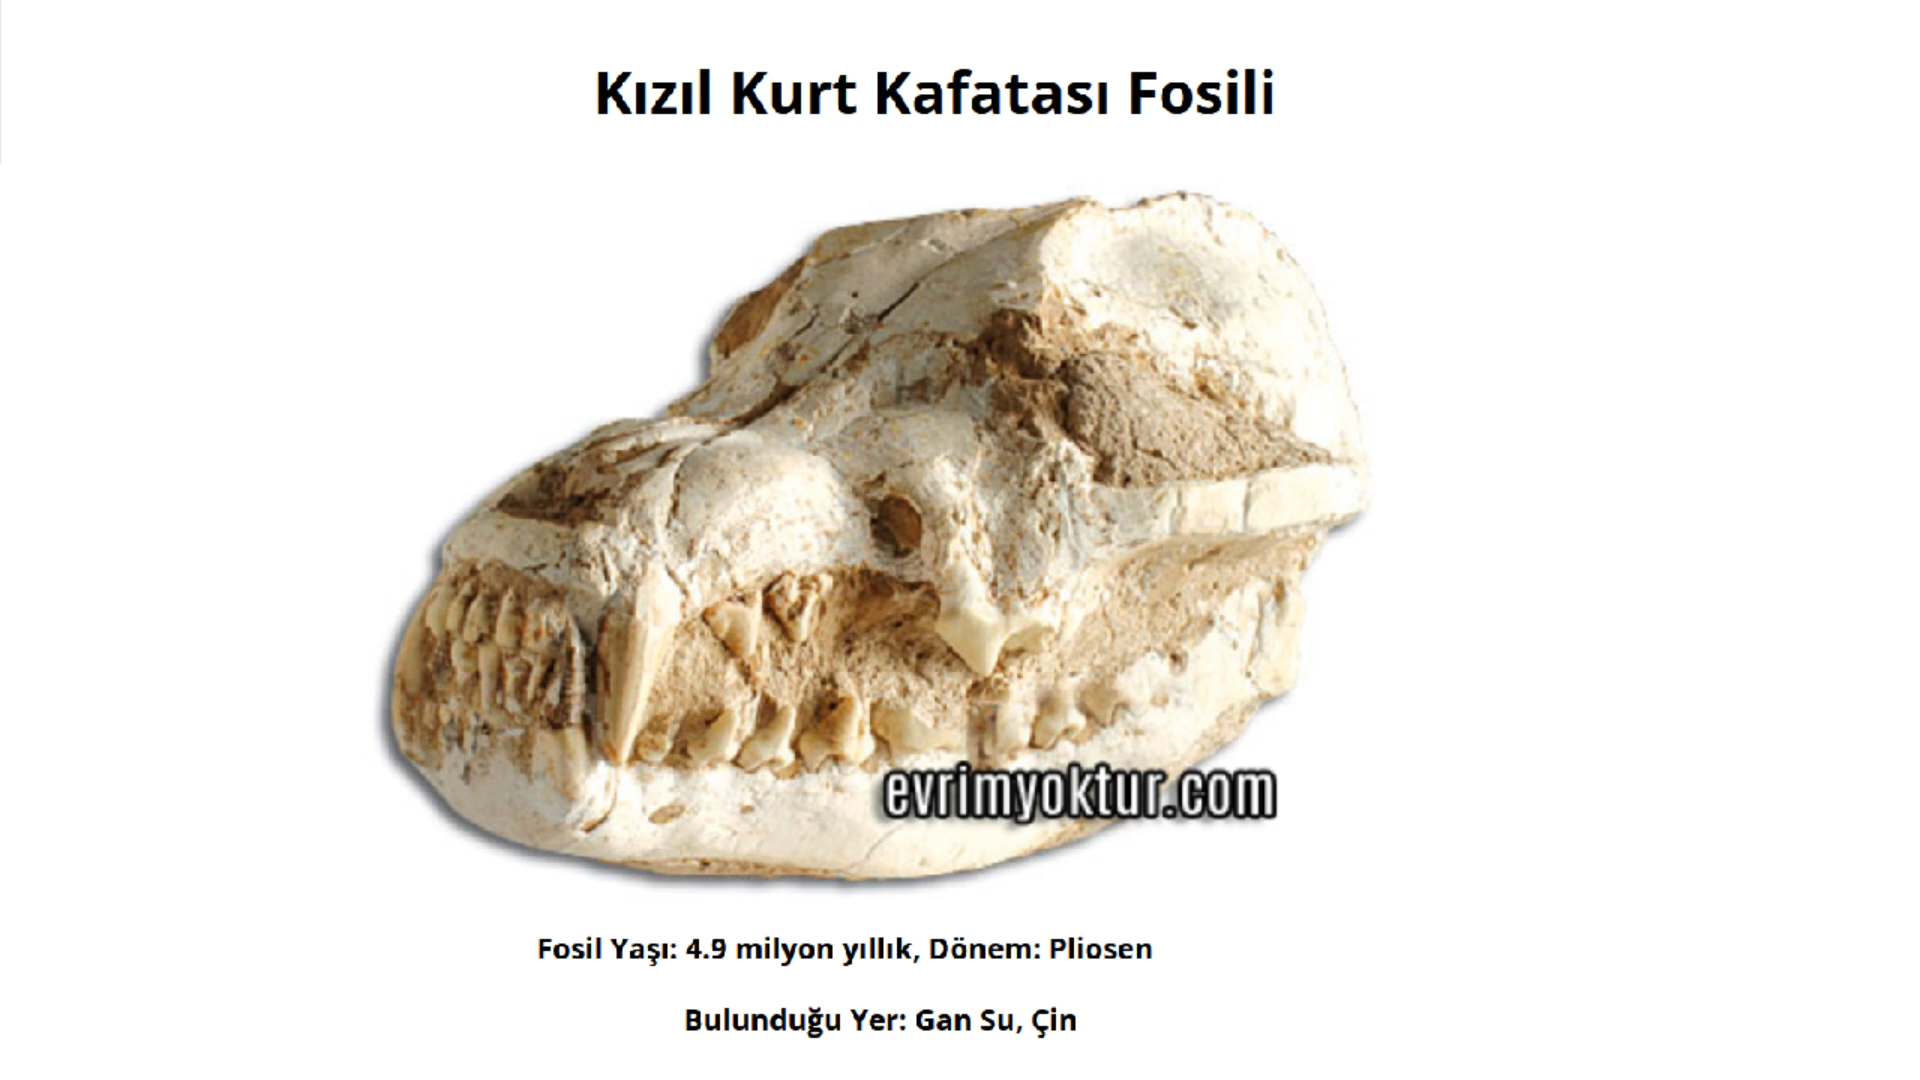 Kızıl Kurt Kafatası Fosili
evrimyoktur.com
Fosil Yaşı: 4.9 milyon yıllık, Dönem: Pliosen
Bulunduğu Yer: Gan Su, Çin